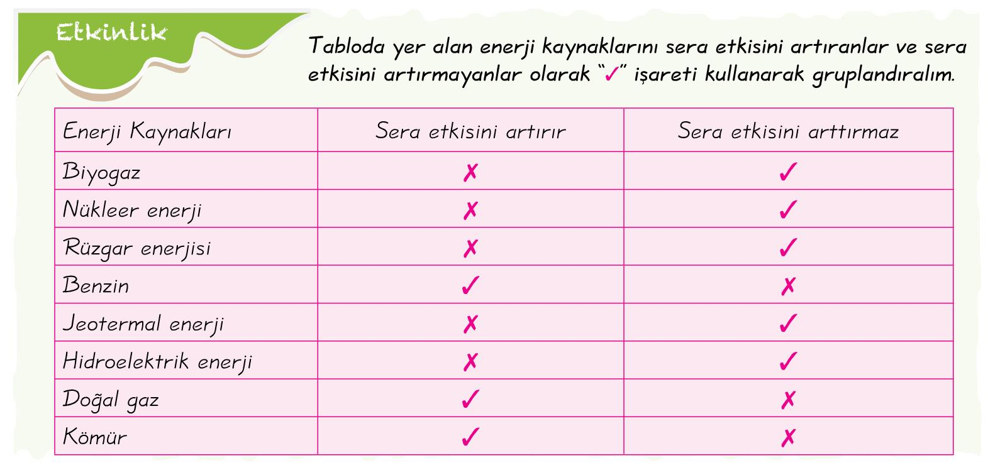 Etkinlik
Tabloda yer alan enerji kaynaklarını sera etkisini artıranlar ve sera
etkisini artırmayanlar olarak "✓" işareti kullanarak gruplandıralım.
Enerji Kaynakları Sera etkisini artırır Sera etkisini arttırmaz
Biyogaz ✗ ✓
Nükleer enerji ✗ ✓
Rüzgar enerjisi ✗ ✓
Benzin ✓ ✗
Jeotermal enerji ✗ ✓
Hidroelektrik enerji ✗ ✓
Doğal gaz ✓ ✗
Kömür ✓ ✗